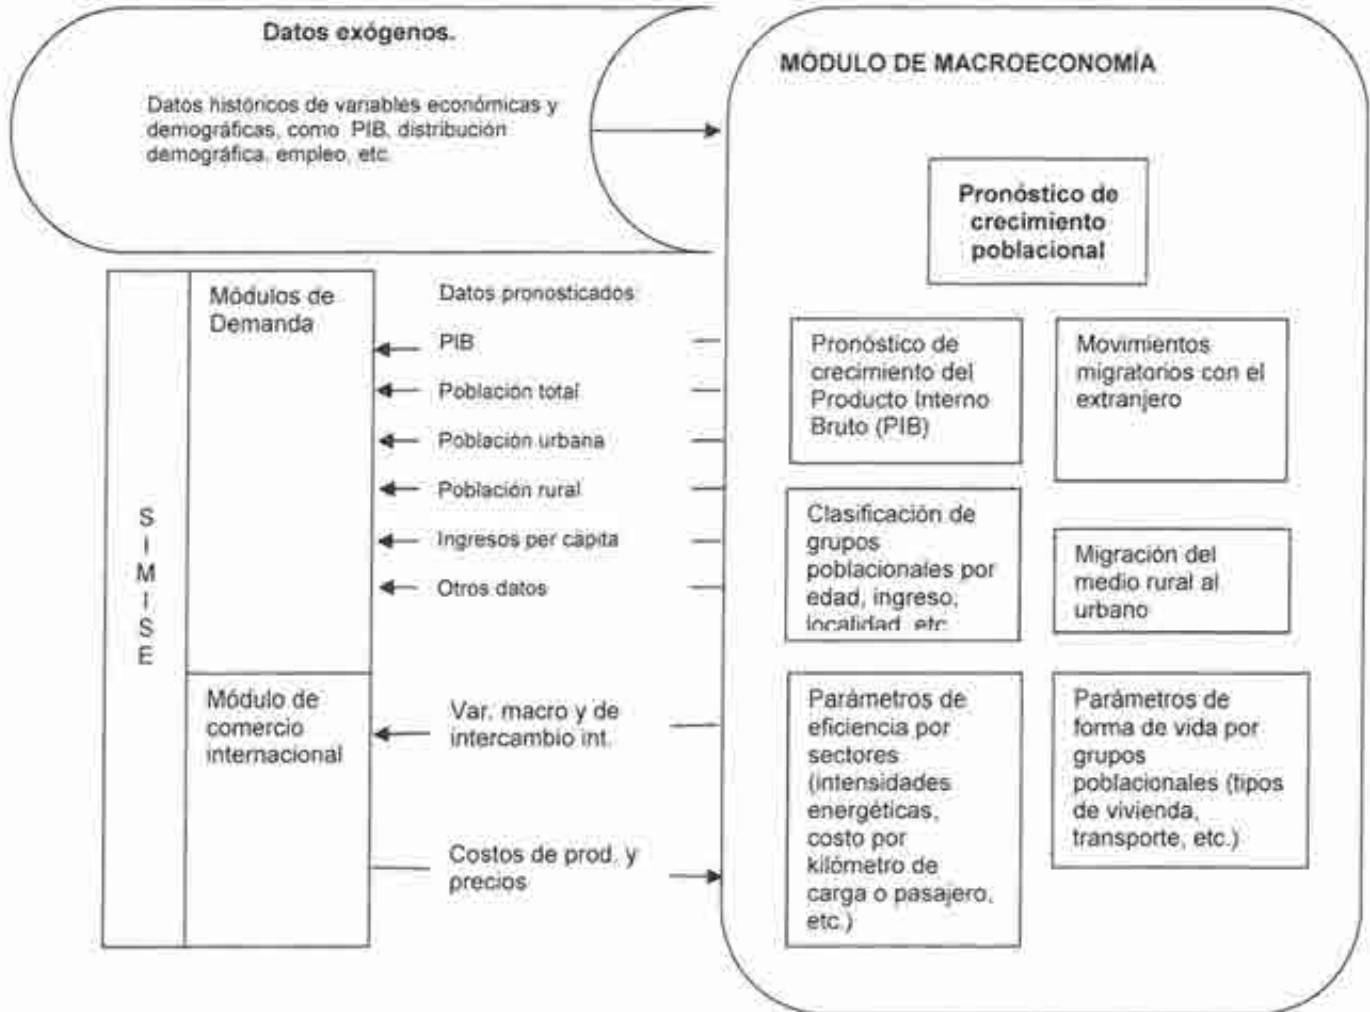 Datos exógenos.
Datos históricos de variables económicas y
demográficas, como PIB, distribución
demográfica, empleo, etc.
MÓDULO DE MACROECONOMÍA
Pronóstico de
crecimiento
poblacional
Pronóstico de
crecimiento del
Producto Interno
Bruto (PIB)
Movimientos
migratorios con el
extranjero
Clasificación de
grupos
poblacionales por
edad, ingreso,
localidad, etc
Migración del
medio rural al
urbano
Parámetros de
eficiencia por
sectores
(intensidades
energéticas,
costo por
kilómetro de
carga o pasajero,
etc.)
Parámetros de
forma de vida por
grupos
poblacionales (tipos
de vivienda,
transporte, etc.)
Datos pronosticados:
PIB
Población total
Población urbana
Población rural
Ingresos per cápita
Otros datos
Var. macro y de
intercambio int.
Costos de prod. y
precios
S
I
M
I
S
E
Módulos de
Demanda
Módulo de
comercio
internacional